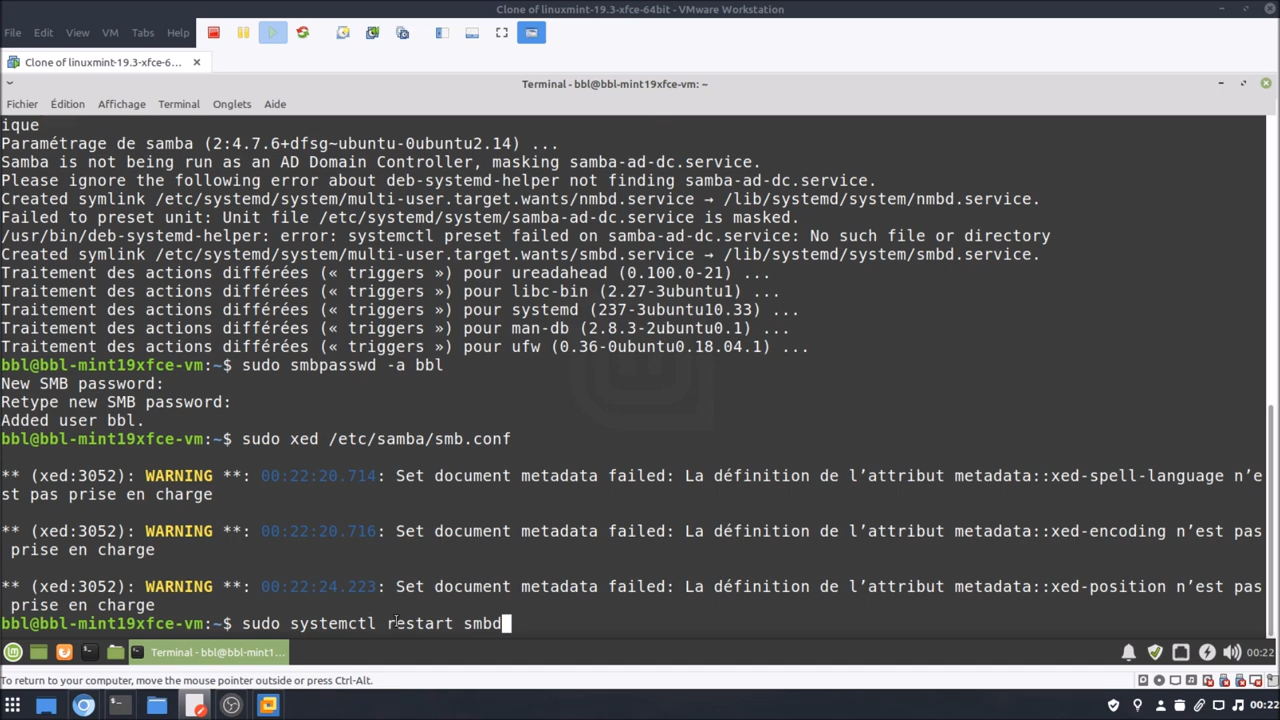 Clone of linuxmint-19.3-xfce-64bit - VMware Workstation
File Edit View VM Tabs Help
Clone of linuxmint-19.3-xfce-6...
Terminal - bbl@bbl-mint19xfce-vm: ~
Fichier Édition Affichage Terminal Onglets Aide
ique
Paramétrage de samba (2:4.7.6+dfsg~ubuntu-0ubuntu2.14) ...
Samba is not being run as an AD Domain Controller, masking samba-ad-dc.service.
Please ignore the following error about deb-systemd-helper not finding samba-ad-dc.service.
Created symlink /etc/systemd/system/multi-user.target.wants/nmbd.service → /lib/systemd/system/nmbd.service.
Failed to preset unit: Unit file /etc/systemd/system/samba-ad-dc.service is masked.
/usr/bin/deb-systemd-helper: error: systemctl preset failed on samba-ad-dc.service: No such file or directory
Created symlink /etc/systemd/system/multi-user.target.wants/smbd.service → /lib/systemd/system/smbd.service.
Traitement des actions différées (« triggers ») pour ureadahead (0.100.0-21) ...
Traitement des actions différées (« triggers ») pour libc-bin (2.27-3ubuntu1) ...
Traitement des actions différées (« triggers ») pour systemd (237-3ubuntu10.33) ...
Traitement des actions différées (« triggers ») pour man-db (2.8.3-2ubuntu0.1) ...
Traitement des actions différées (« triggers ») pour ufw (0.36-0ubuntu0.18.04.1) ...
bbl@bbl-mint19xfce-vm:~$ sudo smbpasswd -a bbl
New SMB password:
Retype new SMB password:
Added user bbl.
bbl@bbl-mint19xfce-vm:~$ sudo xed /etc/samba/smb.conf
** (xed:3052): WARNING **: 00:22:20.714: Set document metadata failed: La définition de l’attribut metadata::xed-spell-language n’e
st pas prise en charge
** (xed:3052): WARNING **: 00:22:20.716: Set document metadata failed: La définition de l’attribut metadata::xed-encoding n’est pas
prise en charge
** (xed:3052): WARNING **: 00:22:24.223: Set document metadata failed: La définition de l’attribut metadata::xed-position n’est pas
prise en charge
bbl@bbl-mint19xfce-vm:~$ sudo systemctl restart smbd
Terminal - bbl@bbl-mint1... 00:22
To return to your computer, move the mouse pointer outside or press Ctrl-Alt.
00:22